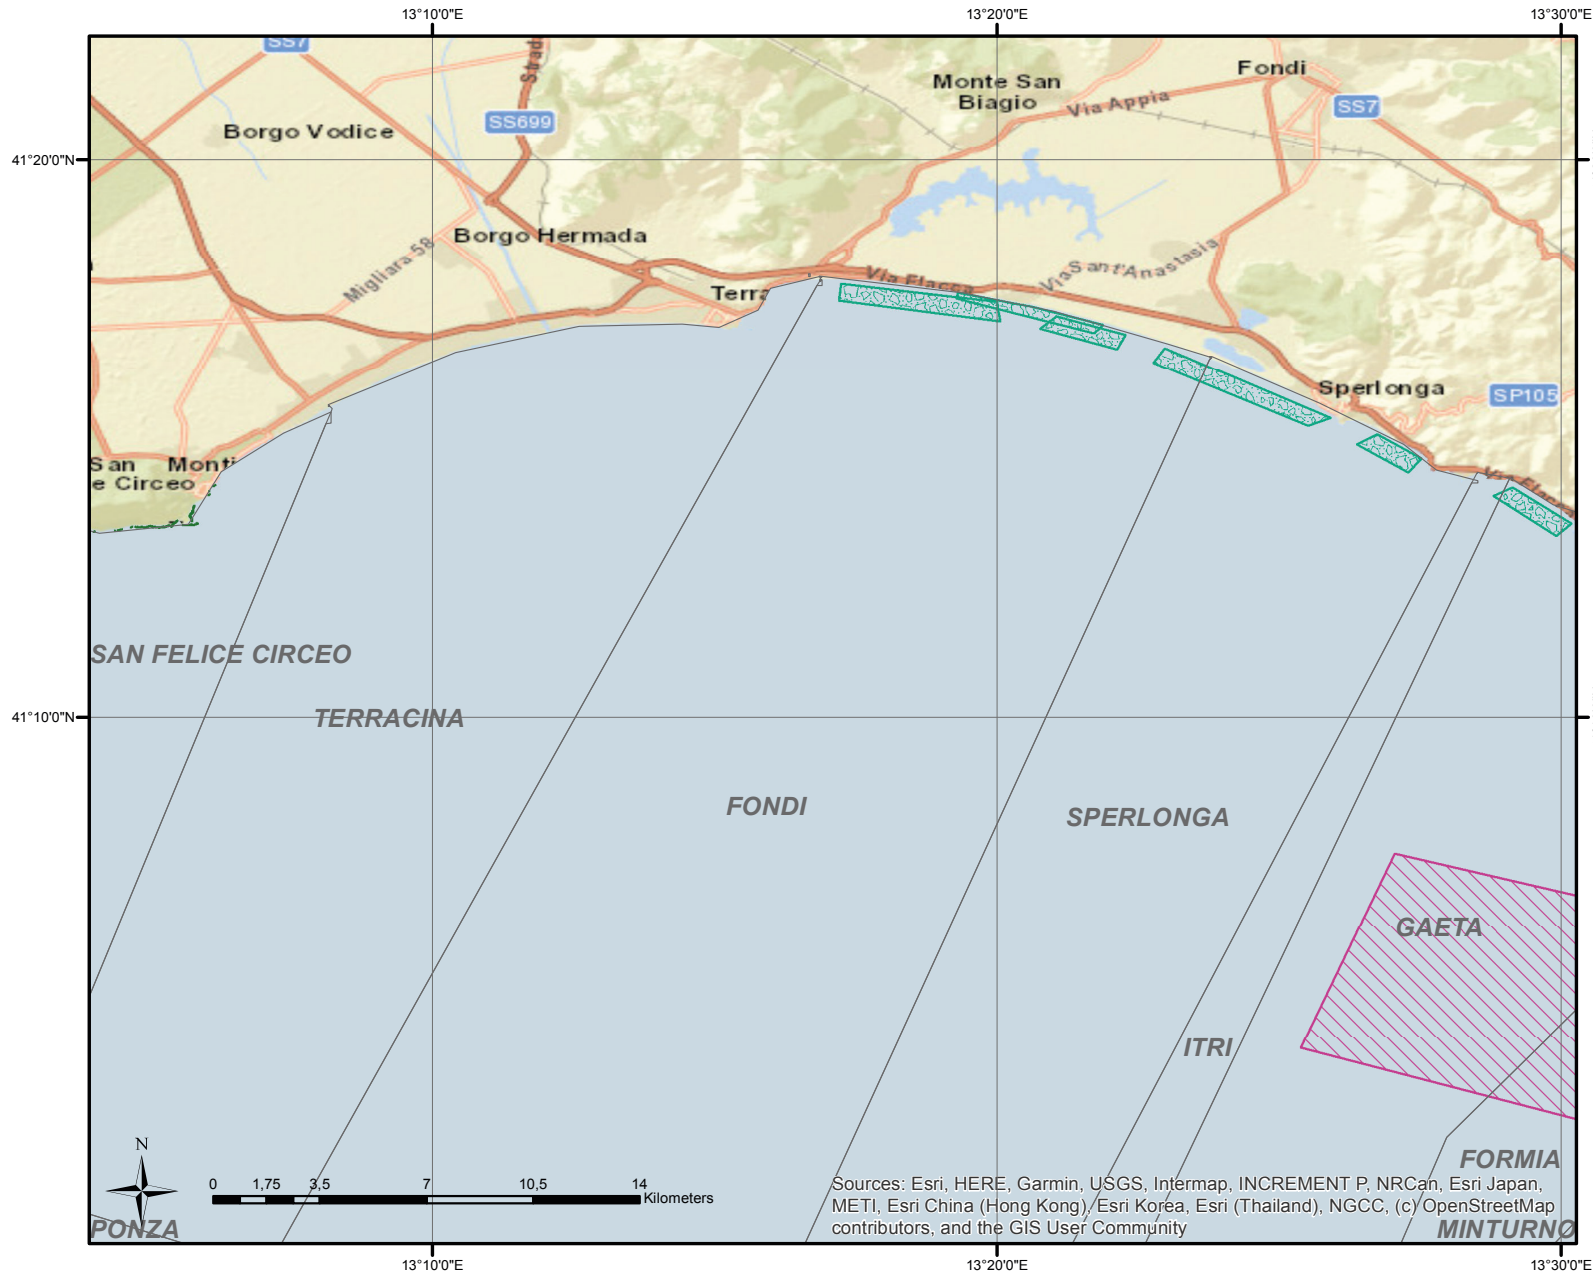 13°10'0"E
13°20'0"E
13°30'0"E
SS7
Strad
Monte San
Biagio
Fondi
Via Appia
SS7
SS699
Borgo Vodice
41°20'0"N
Borgo Hermada
Migliara 58
Via Sant'Anastasia
Via Flacca
Terra
Sperlonga
SP105
San Monti
e Circeo
Via Flacca
SAN FELICE CIRCEO
41°10'0"N
TERRACINA
FONDI
SPERLONGA
GAETA
ITRI
N
FORMIA
0 1,75 3,5 7 10,5 14
Kilometers
Sources: Esri, HERE, Garmin, USGS, Intermap, INCREMENT P, NRCan, Esri Japan,
METI, Esri China (Hong Kong), Esri Korea, Esri (Thailand), NGCC, (c) OpenStreetMap
contributors, and the GIS User Community
PONZA
MINTURNO
13°10'0"E
13°20'0"E
13°30'0"E